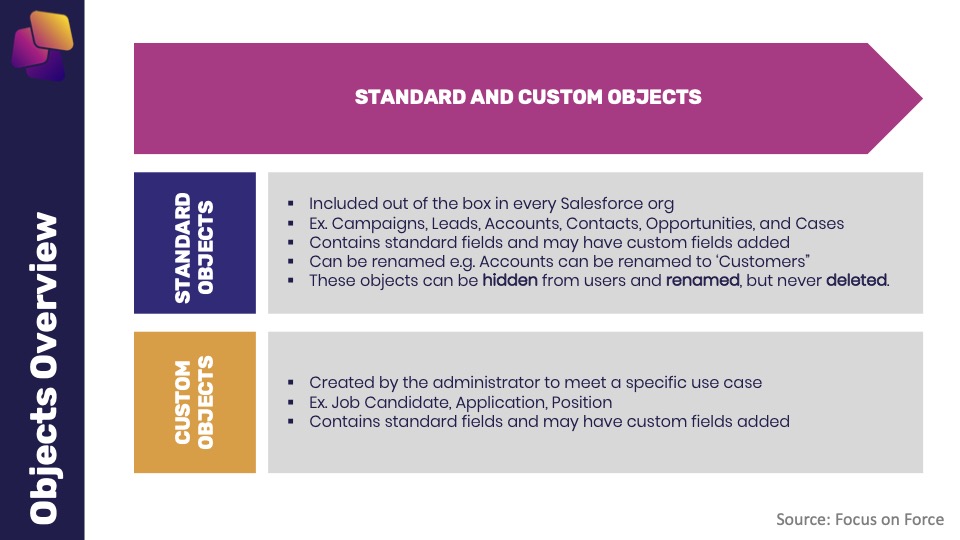 Objects Overview
STANDARD AND CUSTOM OBJECTS
STANDARD
OBJECTS
▪ Included out of the box in every Salesforce org
▪ Ex. Campaigns, Leads, Accounts, Contacts, Opportunities, and Cases
▪ Contains standard fields and may have custom fields added
▪ Can be renamed e.g. Accounts can be renamed to ‘Customers”
▪ These objects can be hidden from users and renamed, but never deleted.
CUSTOM
OBJECTS
▪ Created by the administrator to meet a specific use case
▪ Ex. Job Candidate, Application, Position
▪ Contains standard fields and may have custom fields added
Source: Focus on Force